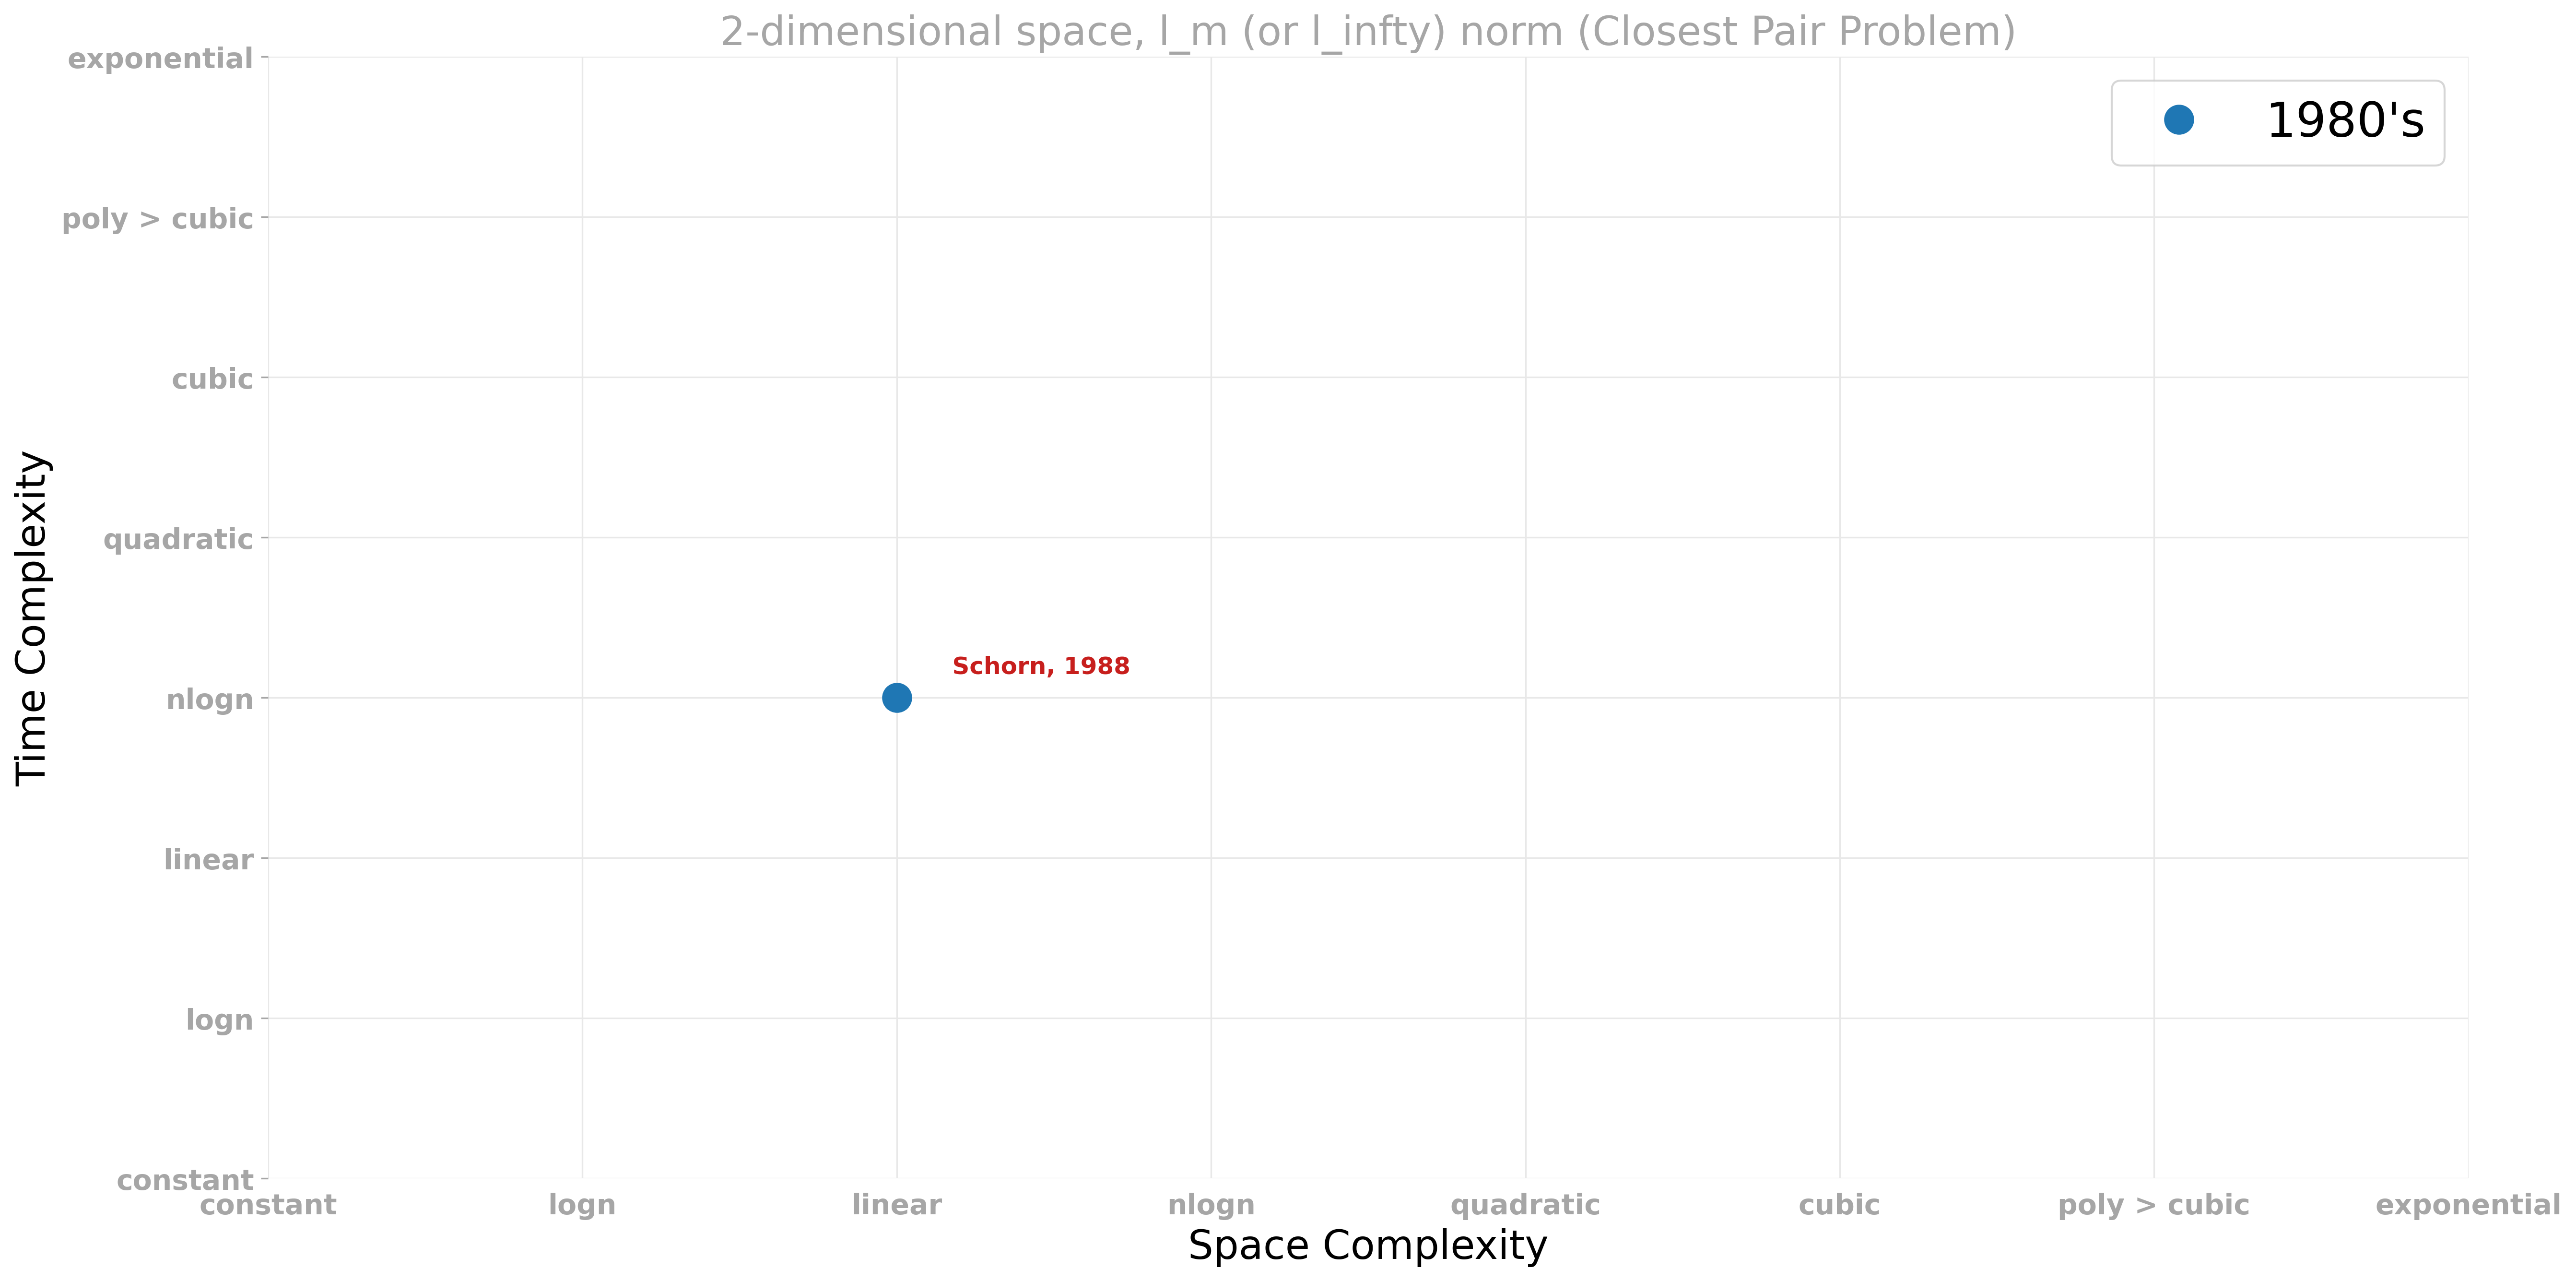 2-dimensional space, l_m (or l_infty) norm (Closest Pair Problem)
1980's
exponential
poly > cubic
cubic
quadratic
nlogn
linear
logn
constant
Time Complexity
Schorn, 1988
constant
logn
linear
nlogn
quadratic
cubic
poly > cubic
exponential
Space Complexity